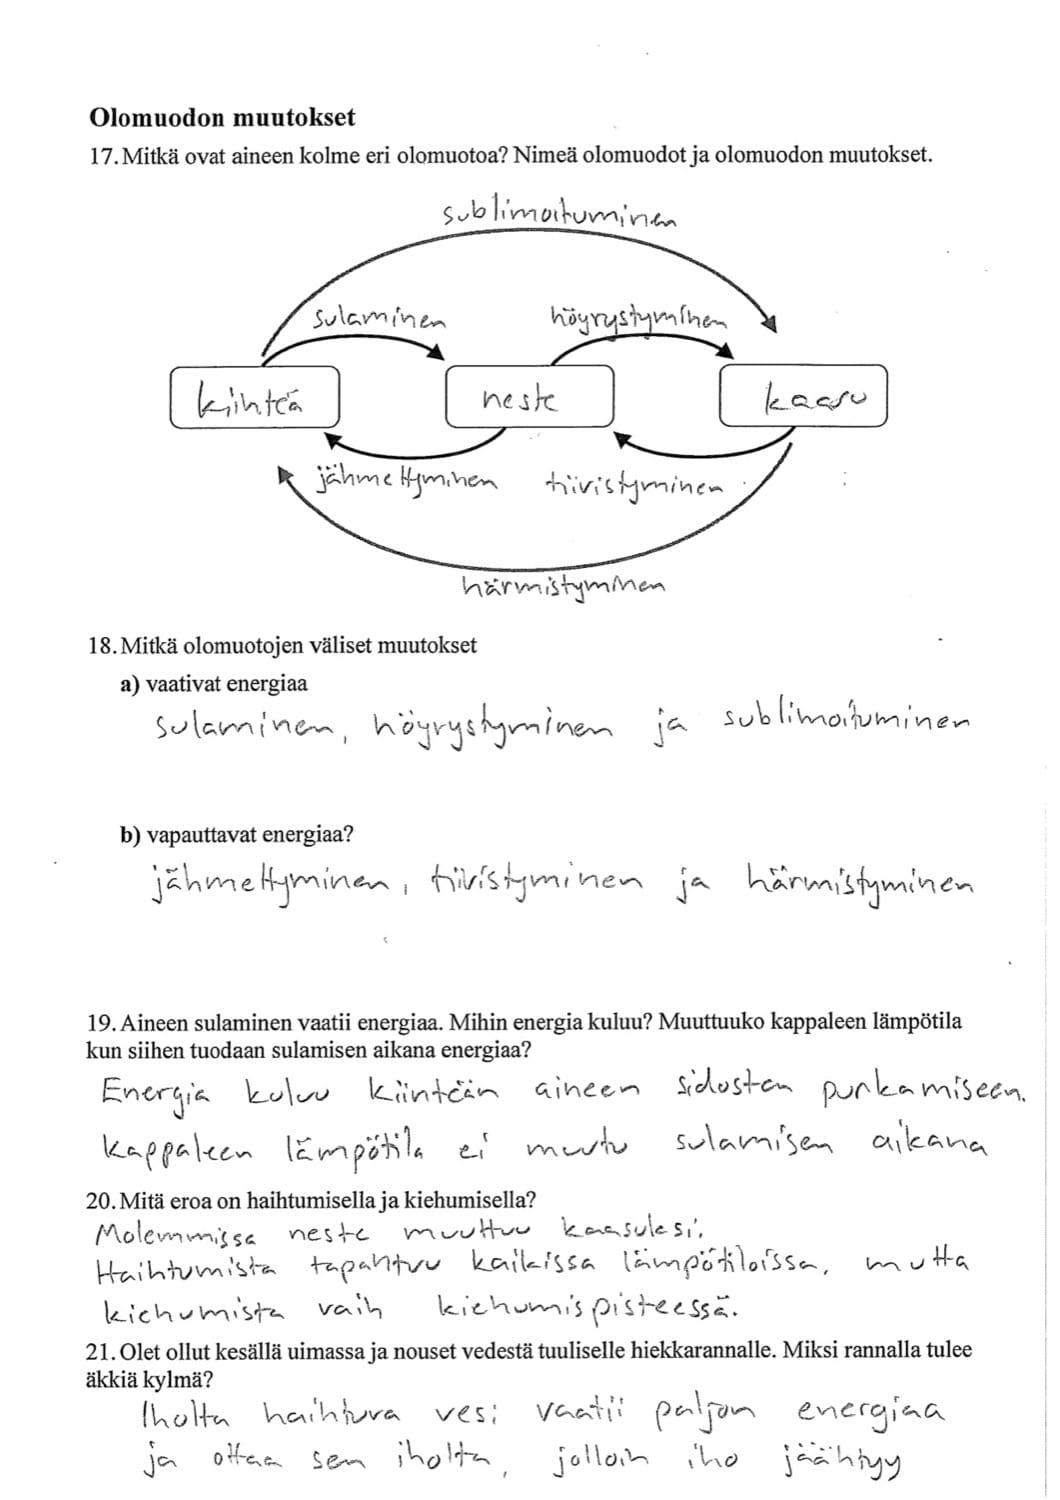 Olomuodon muutokset
17. Mitkä ovat aineen kolme eri olomuotoa? Nimeä olomuodot ja olomuodon muutokset.
sublimoituminen
sulaminen höyrystyminen
kiinteä neste kaasu
jähmettyminen tiivistyminen
härmistyminen
18. Mitkä olomuotojen väliset muutokset
a) vaativat energiaa
sulaminen, höyrystyminen ja sublimoituminen
b) vapauttavat energiaa?
jähmettyminen, tiivistyminen ja härmistyminen
19. Aineen sulaminen vaatii energiaa. Mihin energia kuluu? Muuttuuko kappaleen lämpötila
kun siihen tuodaan sulamisen aikana energiaa?
Energia kuluu kiinteän aineen sidosten purkamiseen.
Kappaleen lämpötila ei muutu sulamisen aikana
20. Mitä eroa on haihtumisella ja kiehumisella?
Molemmissa neste muuttuu kaasuksi.
Haihtumista tapahtuu kaikissa lämpötiloissa, mutta
kiehumista vain kiehumispisteessä.
21. Olet ollut kesällä uimassa ja nouset vedestä tuuliselle hiekkarannalle. Miksi rannalla tulee
äkkiä kylmä?
Iholta haihtuva vesi vaatii paljon energiaa
ja ottaa sen iholta, jolloin iho jäähtyy